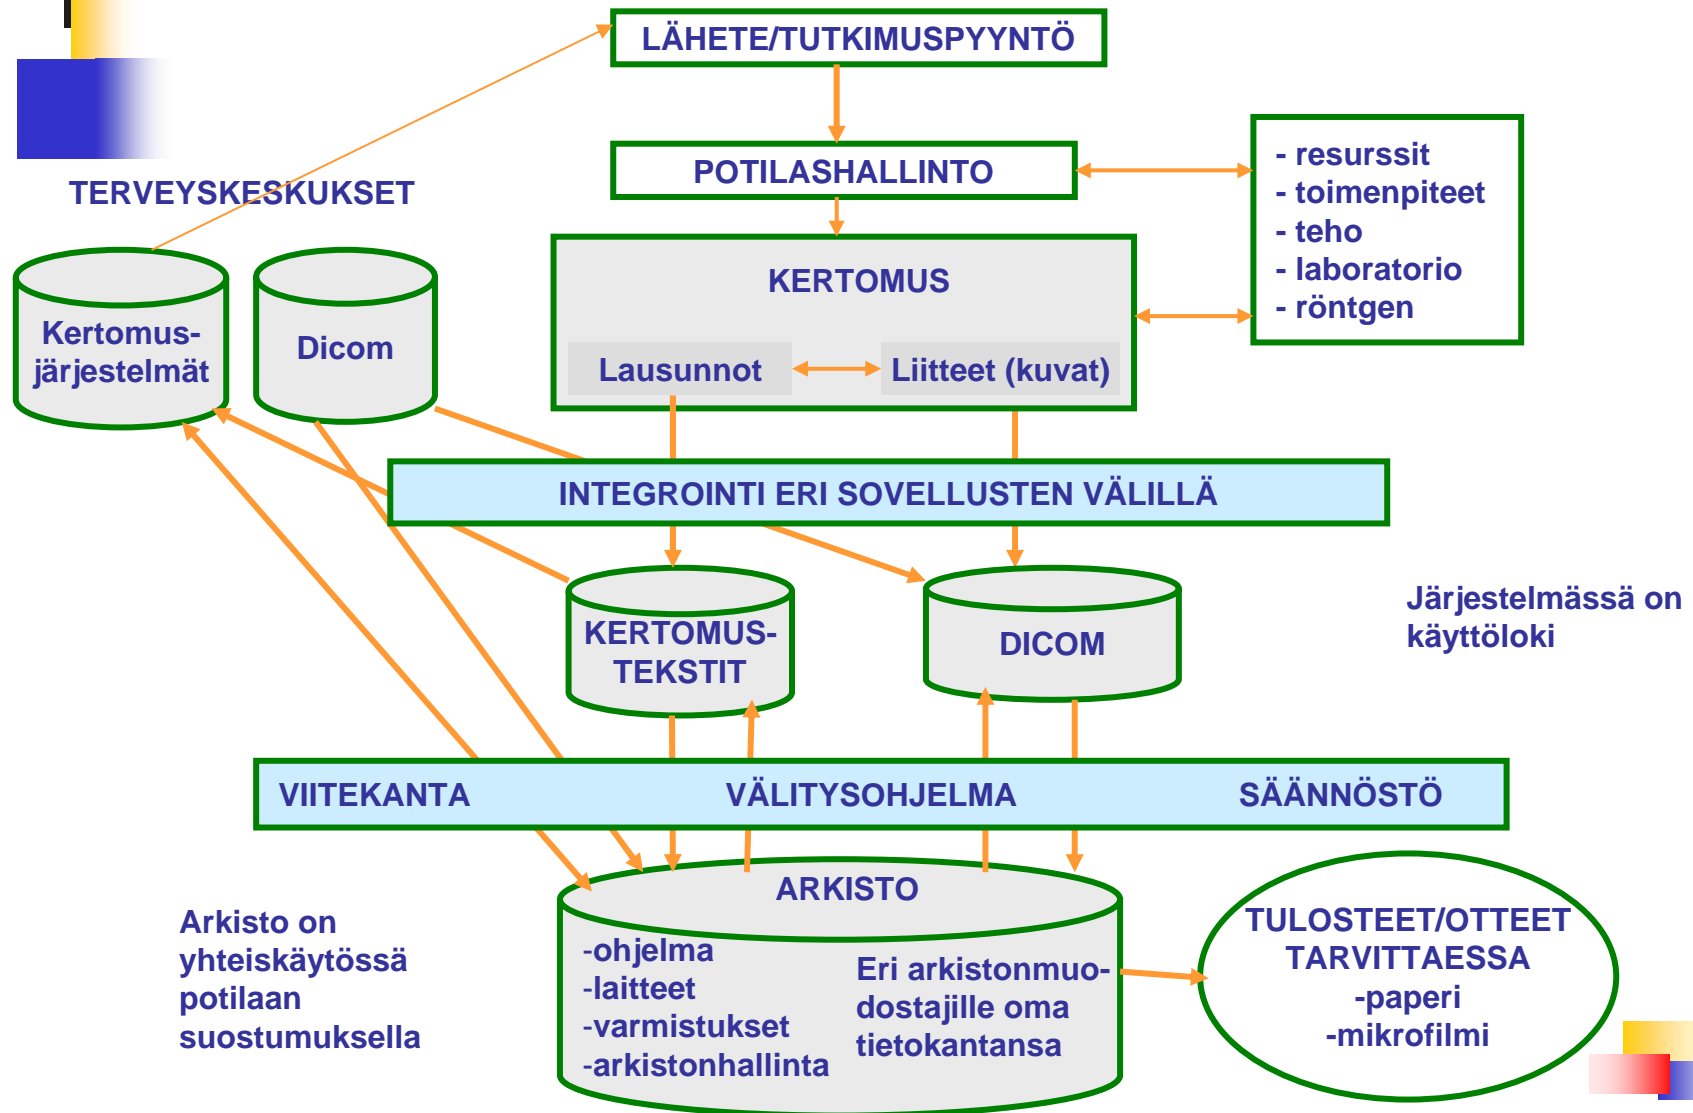 LÄHETE/TUTKIMUSPYYNTÖ
POTILASHALLINTO
- resurssit
- toimenpiteet
- teho
- laboratorio
- röntgen
TERVEYSKESKUKSET
Kertomus-
järjestelmät
Dicom
KERTOMUS
Lausunnot
Liitteet (kuvat)
INTEGROINTI ERI SOVELLUSTEN VÄLILLÄ
KERTOMUS-
TEKSTIT
DICOM
Järjestelmässä on
käyttöloki
VIITEKANTA
VÄLITYSOHJELMA
SÄÄNNÖSTÖ
Arkisto on
yhteiskäytössä
potilaan
suostumuksella
ARKISTO
-ohjelma
-laitteet
-varmistukset
-arkistonhallinta
Eri arkistonmuo-
dostajille oma
tietokantansa
TULOSTEET/OTTEET
TARVITTAESSA
-paperi
-mikrofilmi